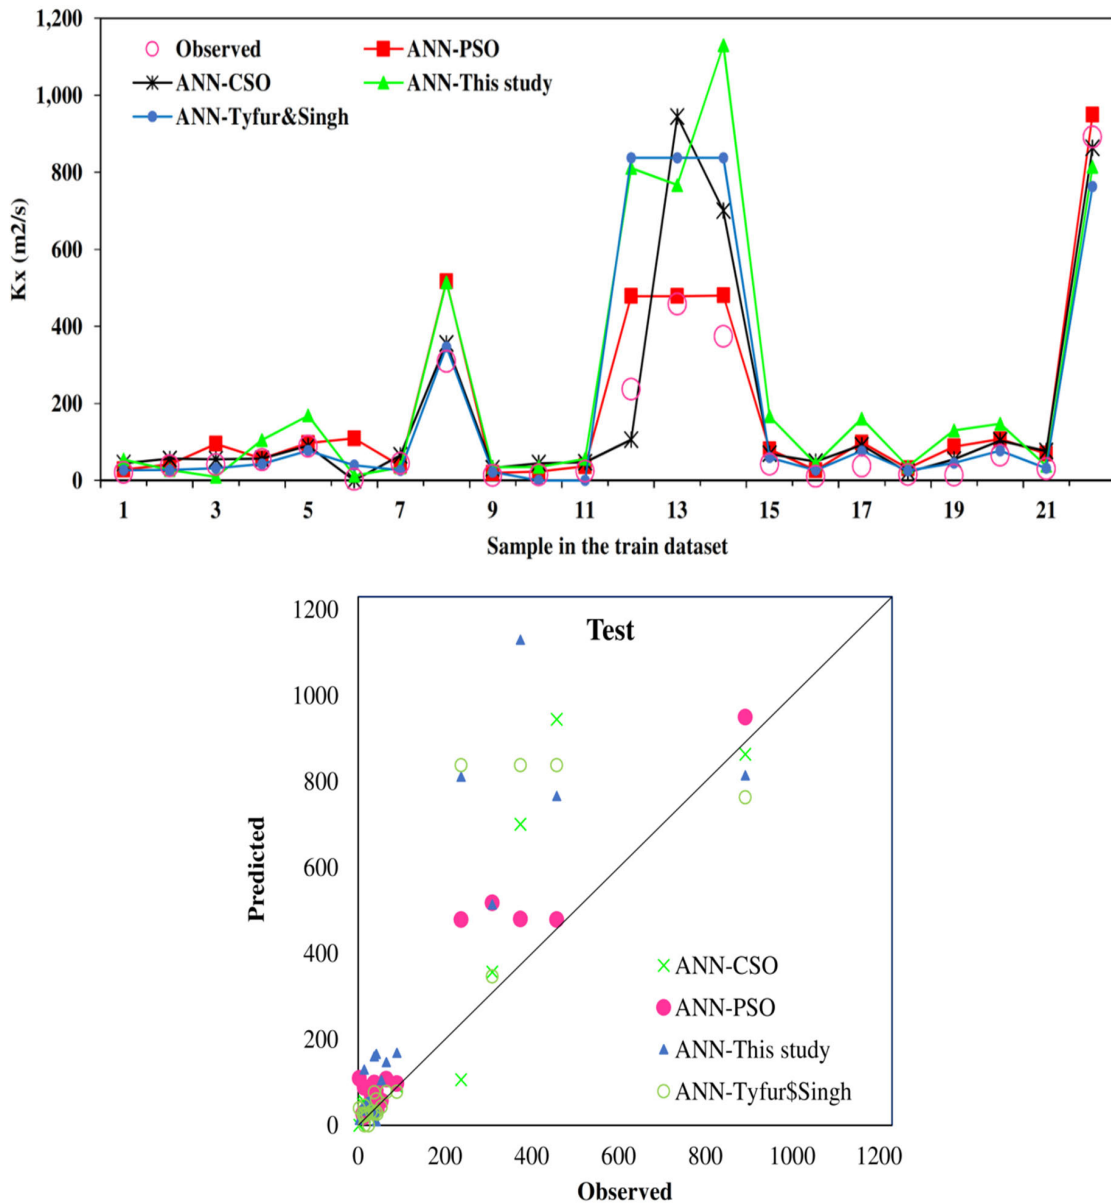 1,200
1,000
800
600
400
200
0
Kx (m2/s)
Observed
ANN-PSO
ANN-CSO
ANN-This study
ANN-Tyfur&Singh
1 3 5 7 9 11 13 15 17 19 21
Sample in the train dataset
Test
1200
1000
800
600
400
200
0
Predicted
ANN-CSO
ANN-PSO
ANN-This study
ANN-Tyfur$Singh
0 200 400 600 800 1000 1200
Observed